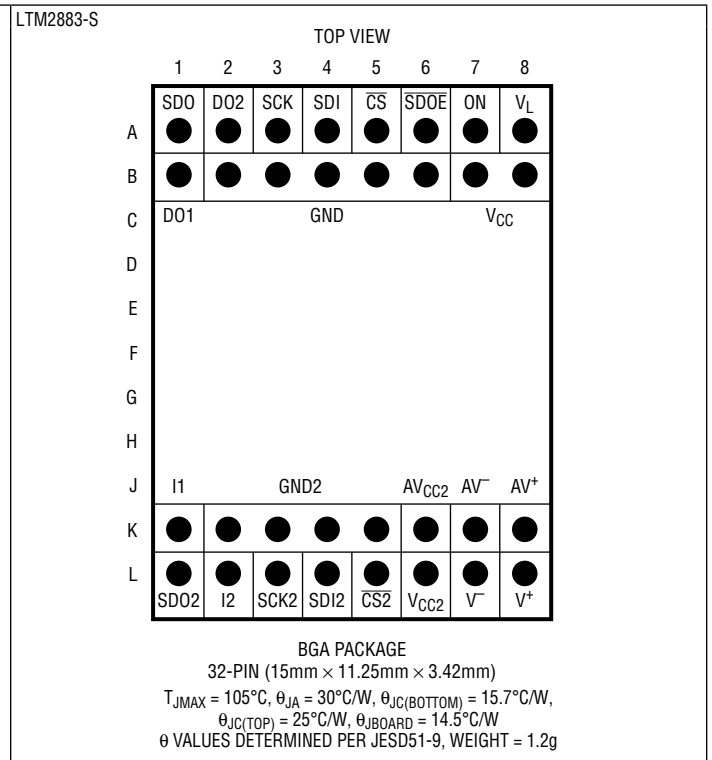 LTM2883-S
TOP VIEW
1 2 3 4 5 6 7 8
SDO DO2 SCK SDI C̅S̅ S̅D̅O̅E̅ ON VL
A
B
C DO1 GND VCC
D
E
F
G
H
J I1 GND2 AVCC2 AV– AV+
K
L
SDO2 I2 SCK2 SDI2 C̅S̅2̅ VCC2 V– V+
BGA PACKAGE
32-PIN (15mm × 11.25mm × 3.42mm)
TJMAX = 105°C, θJA = 30°C/W, θJC(BOTTOM) = 15.7°C/W,
θJC(TOP) = 25°C/W, θJBOARD = 14.5°C/W
θ VALUES DETERMINED PER JESD51-9, WEIGHT = 1.2g